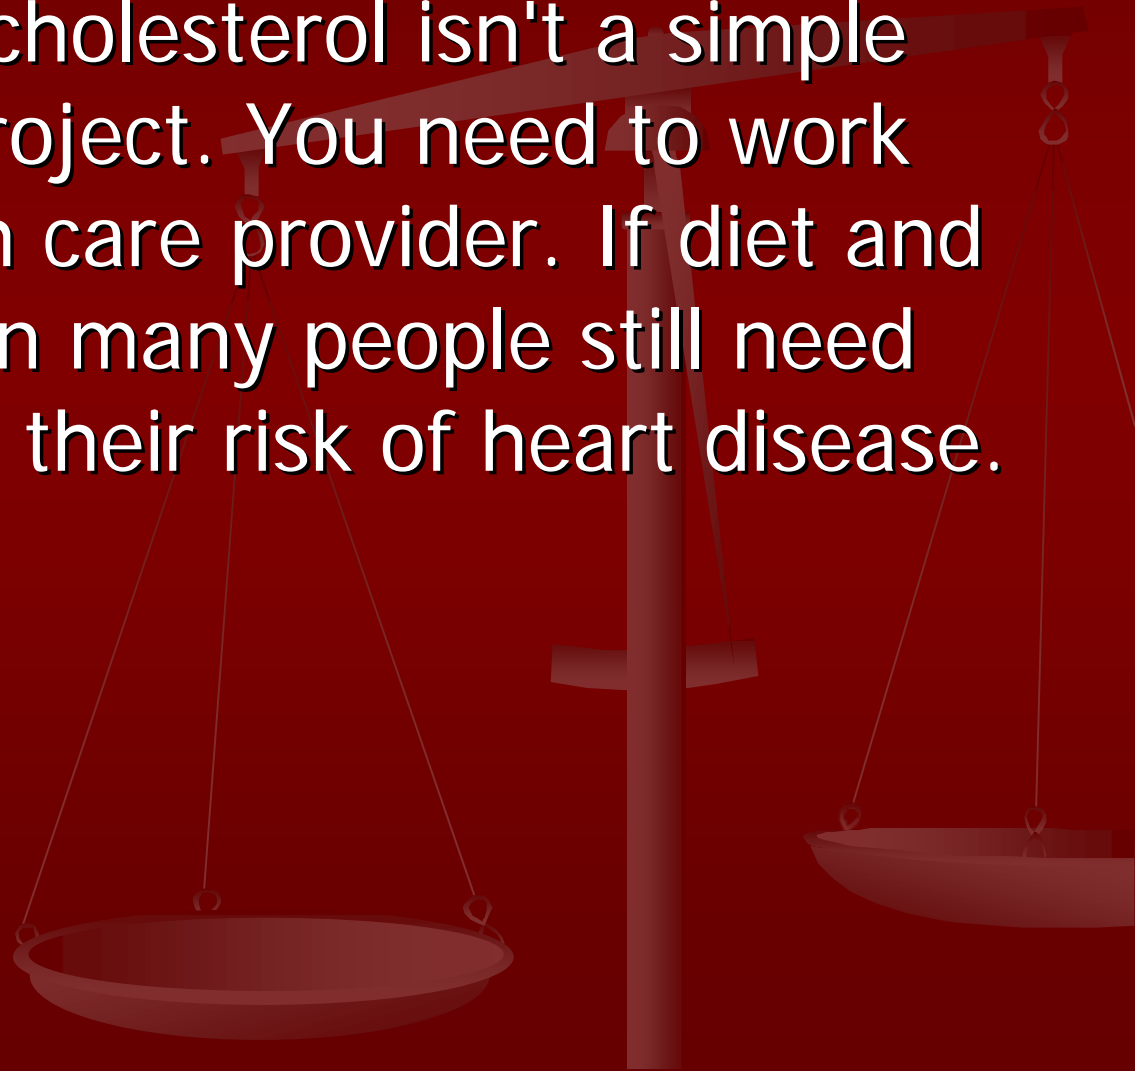 cholesterol isn't a simple
roject. You need to work
care provider. If diet and
n many people still need
their risk of heart disease.